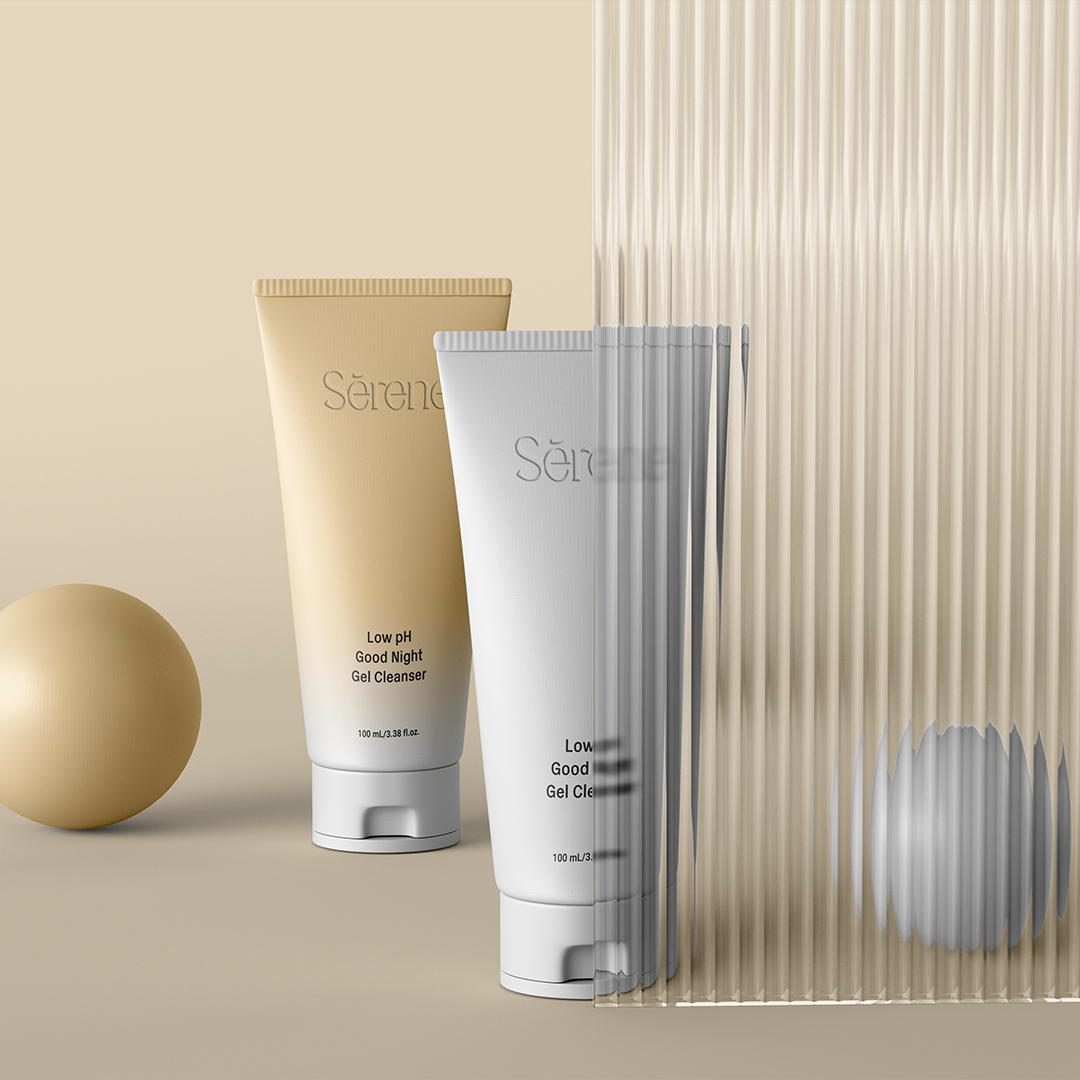 Sĕrene
Low pH
Good Night
Gel Cleanser
100 mL/3.38 fl.oz.
Sĕrene
Low
Good
Gel Cle
100 mL/3.